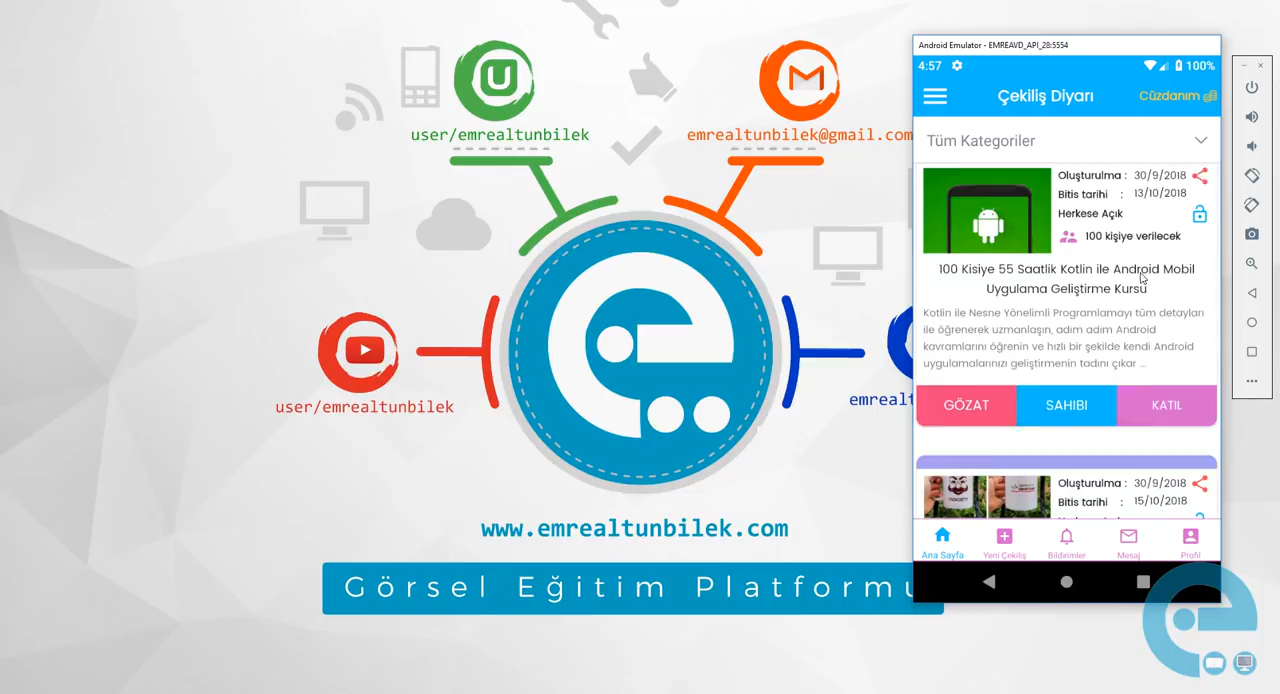 user/emrealtunbilek
emrealtunbilek@gmail.com
user/emrealtunbilek
emrealt
www.emrealtunbilek.com
Görsel Eğitim Platformu
Android Emulator - EMREAVD_API_28:5554
4:57
100%
Çekiliş Diyarı
Cüzdanım
Tüm Kategoriler
Oluşturulma : 30/9/2018
Bitis tarihi : 13/10/2018
Herkese Açık
100 kişiye verilecek
100 Kisiye 55 Saatlik Kotlin ile Android Mobil
Uygulama Geliştirme Kursu
Kotlin ile Nesne Yönelimli Programlamayı tüm detayları
ile öğrenerek uzmanlaşın, adım adım Android
kavramlarını öğrenin ve hızlı bir şekilde kendi Android
uygulamalarınızı geliştirmenin tadını çıkar ...
GÖZAT
SAHIBI
KATIL
Oluşturulma : 30/9/2018
Bitis tarihi : 15/10/2018
Ana Sayfa
Yeni Çekiliş
Bildirimler
Mesaj
Profil